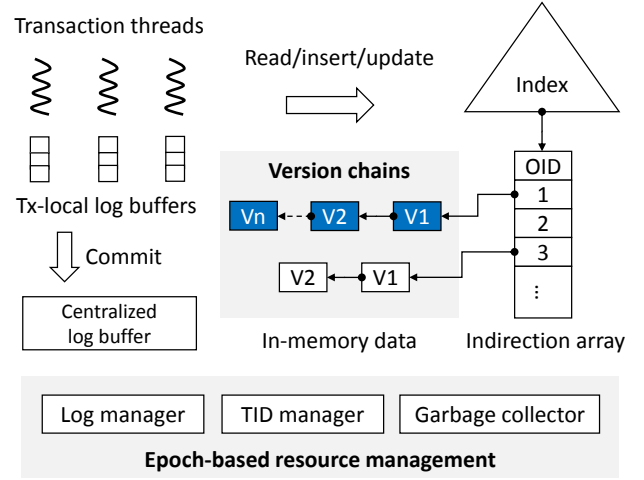 Transaction threads
Read/insert/update
Index
Tx-local log buffers
Commit
Centralized
log buffer
Version chains
Vn
V2
V1
V2
V1
In-memory data
OID
1
2
3
...
Indirection array
Log manager
TID manager
Garbage collector
Epoch-based resource management